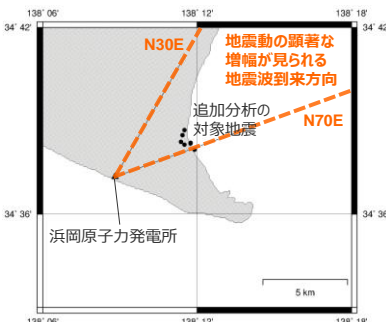 138° 06'
138° 12'
138° 18'
34° 42'
34° 42'
N30E
地震動の顕著な
増幅が見られる
地震波到来方向
追加分析の
対象地震
N70E
34° 36'
34° 36'
浜岡原子力発電所
5 km
138° 06'
138° 12'
138° 18'